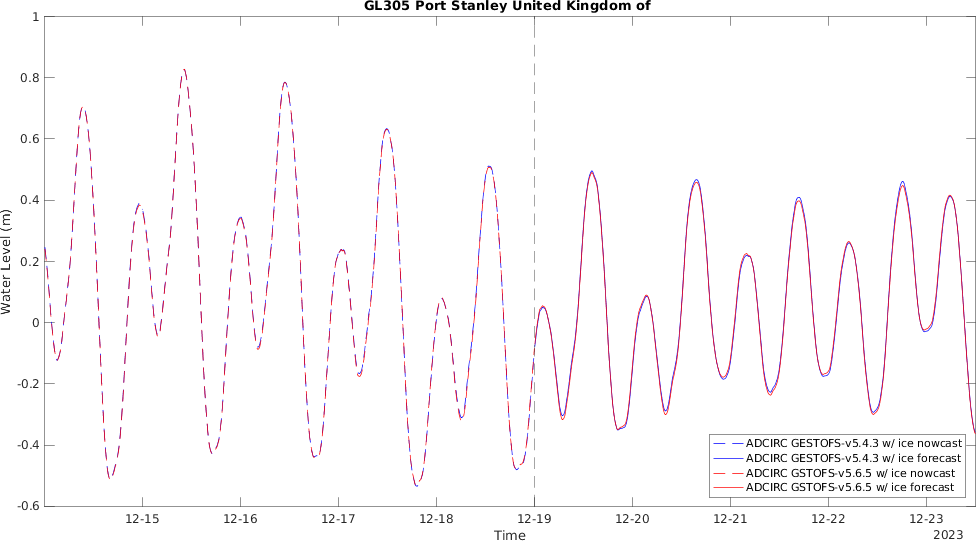 GL305 Port Stanley United Kingdom of
1
0.8
0.6
0.4
0.2
0
-0.2
-0.4
-0.6
Water Level (m)
12-15 12-16 12-17 12-18 12-19 12-20 12-21 12-22 12-23
Time
2023
ADCIRC GESTOFS-v5.4.3 w/ ice nowcast
ADCIRC GESTOFS-v5.4.3 w/ ice forecast
ADCIRC GSTOFS-v5.6.5 w/ ice nowcast
ADCIRC GSTOFS-v5.6.5 w/ ice forecast